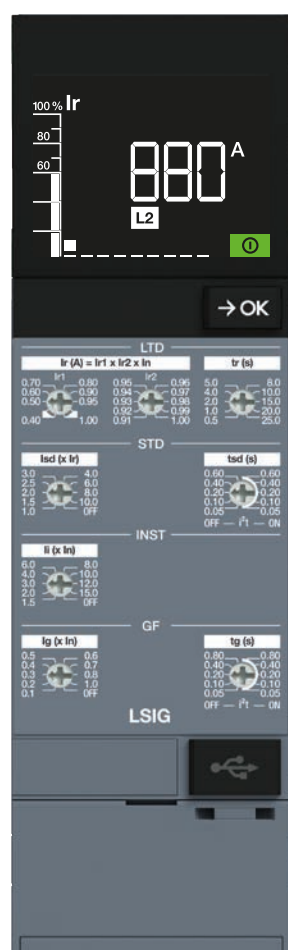 100 % Ir
80
60
880 A
L2
→ OK
LTD
Ir (A) = Ir1 x Ir2 x In tr (s)
Ir1 Ir2
0.70 0.80 0.95 0.96 5.0 8.0
0.60 0.90 0.94 0.97 4.0 10.0
0.50 0.95 0.93 0.98 2.0 15.0
0.92 0.99 1.0 20.0
0.40 1.00 0.91 1.00 0.5 25.0
STD
Isd (x Ir) tsd (s)
3.0 4.0 0.60 0.60
2.5 6.0 0.40 0.40
2.0 8.0 0.20 0.20
1.5 10.0 0.10 0.10
1.0 OFF 0.05 0.05
OFF — i²t — ON
INST
Ii (x In)
6.0 8.0
4.0 10.0
3.0 12.0
2.0 15.0
1.5 OFF
GF
Ig (x In) tg (s)
0.5 0.6 0.80 0.80
0.4 0.7 0.40 0.40
0.3 0.8 0.20 0.20
0.2 1.0 0.10 0.10
0.1 OFF 0.05 0.05
OFF — i²t — ON
LSIG